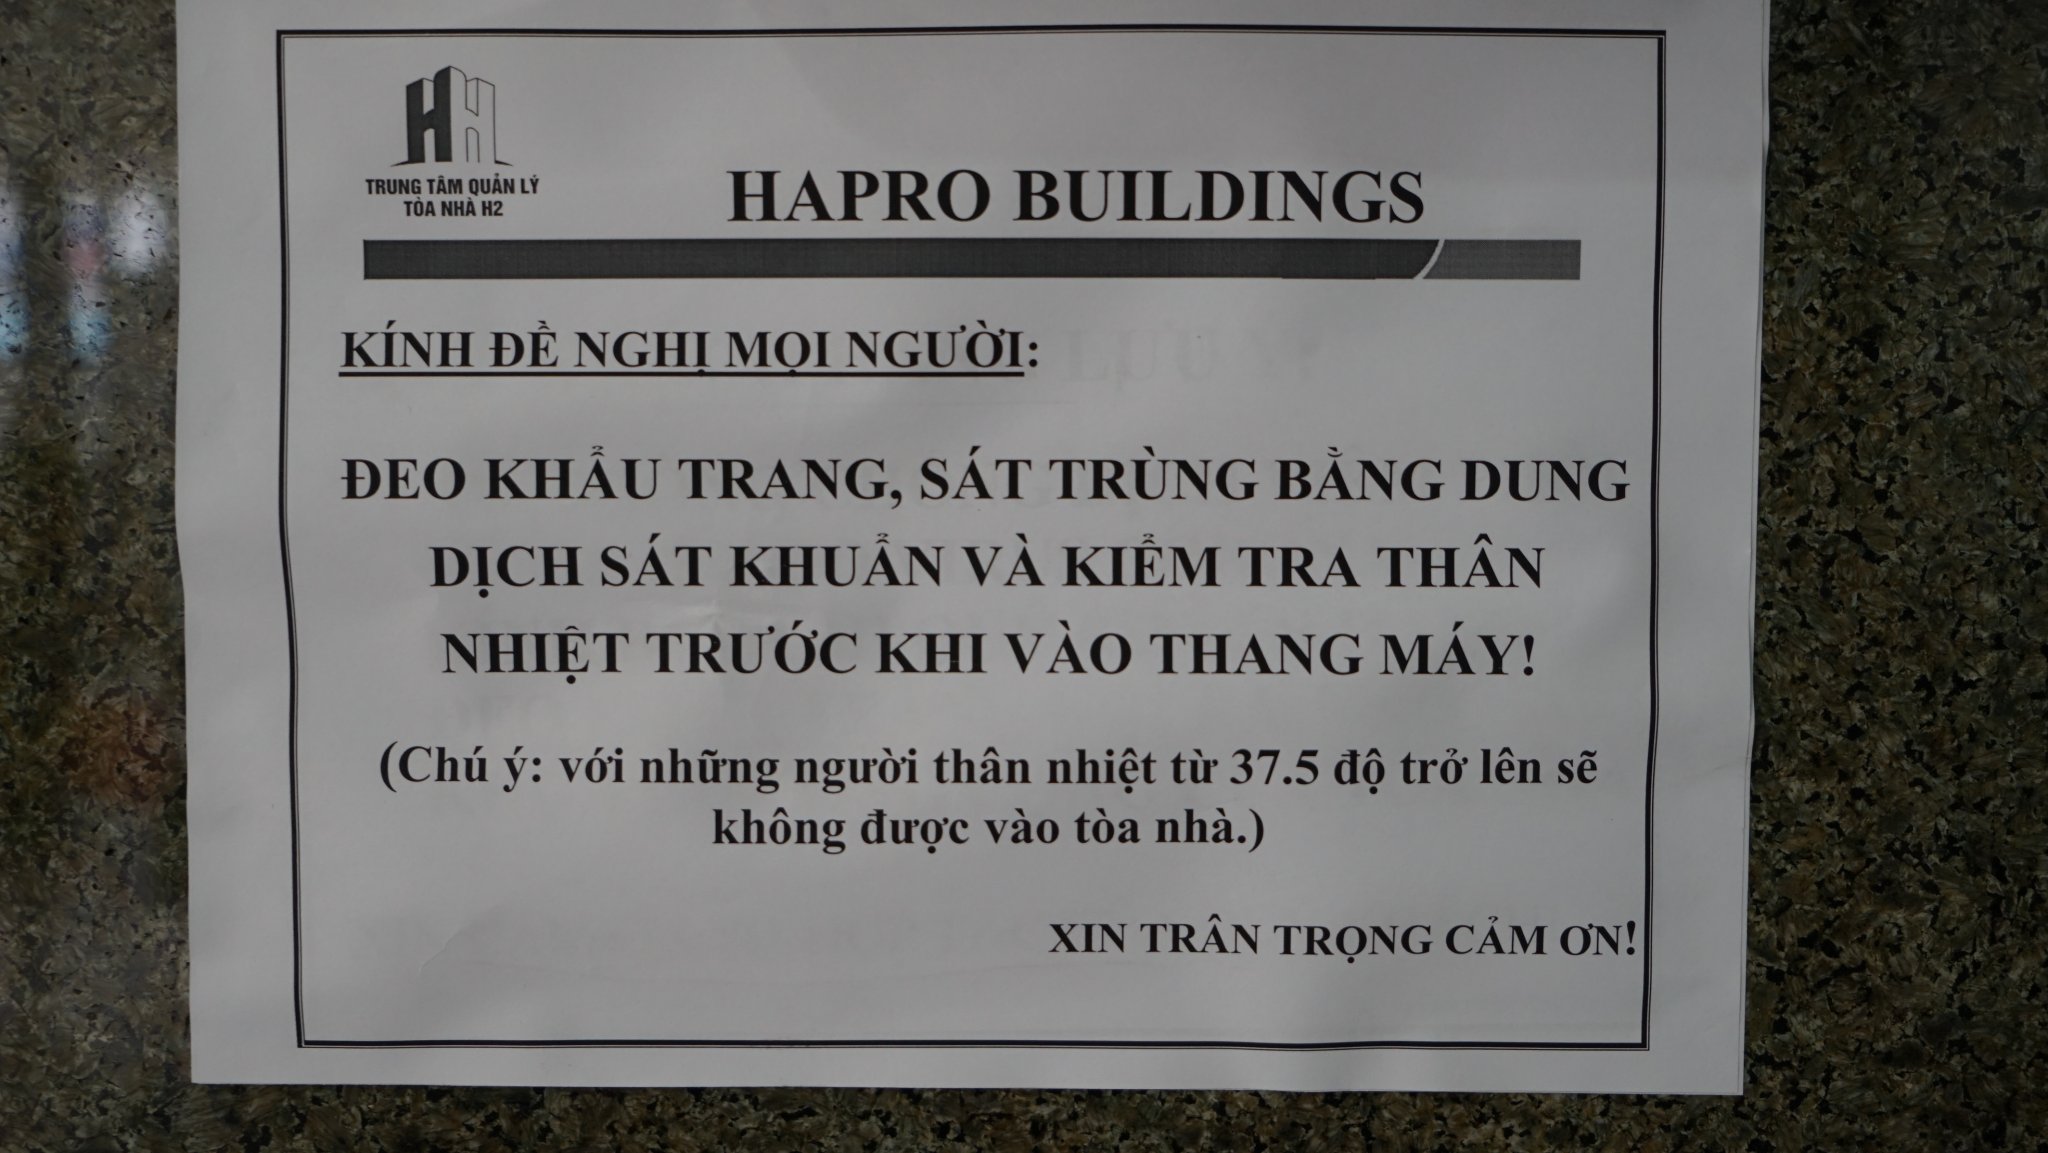 TRUNG TÂM QUẢN LÝ
TÒA NHÀ H2
HAPRO BUILDINGS
KÍNH ĐỀ NGHỊ MỌI NGƯỜI:
ĐEO KHẨU TRANG, SÁT TRÙNG BẰNG DUNG
DỊCH SÁT KHUẨN VÀ KIỂM TRA THÂN
NHIỆT TRƯỚC KHI VÀO THANG MÁY!
(Chú ý: với những người thân nhiệt từ 37.5 độ trở lên sẽ
không được vào tòa nhà.)
XIN TRÂN TRỌNG CẢM ƠN!